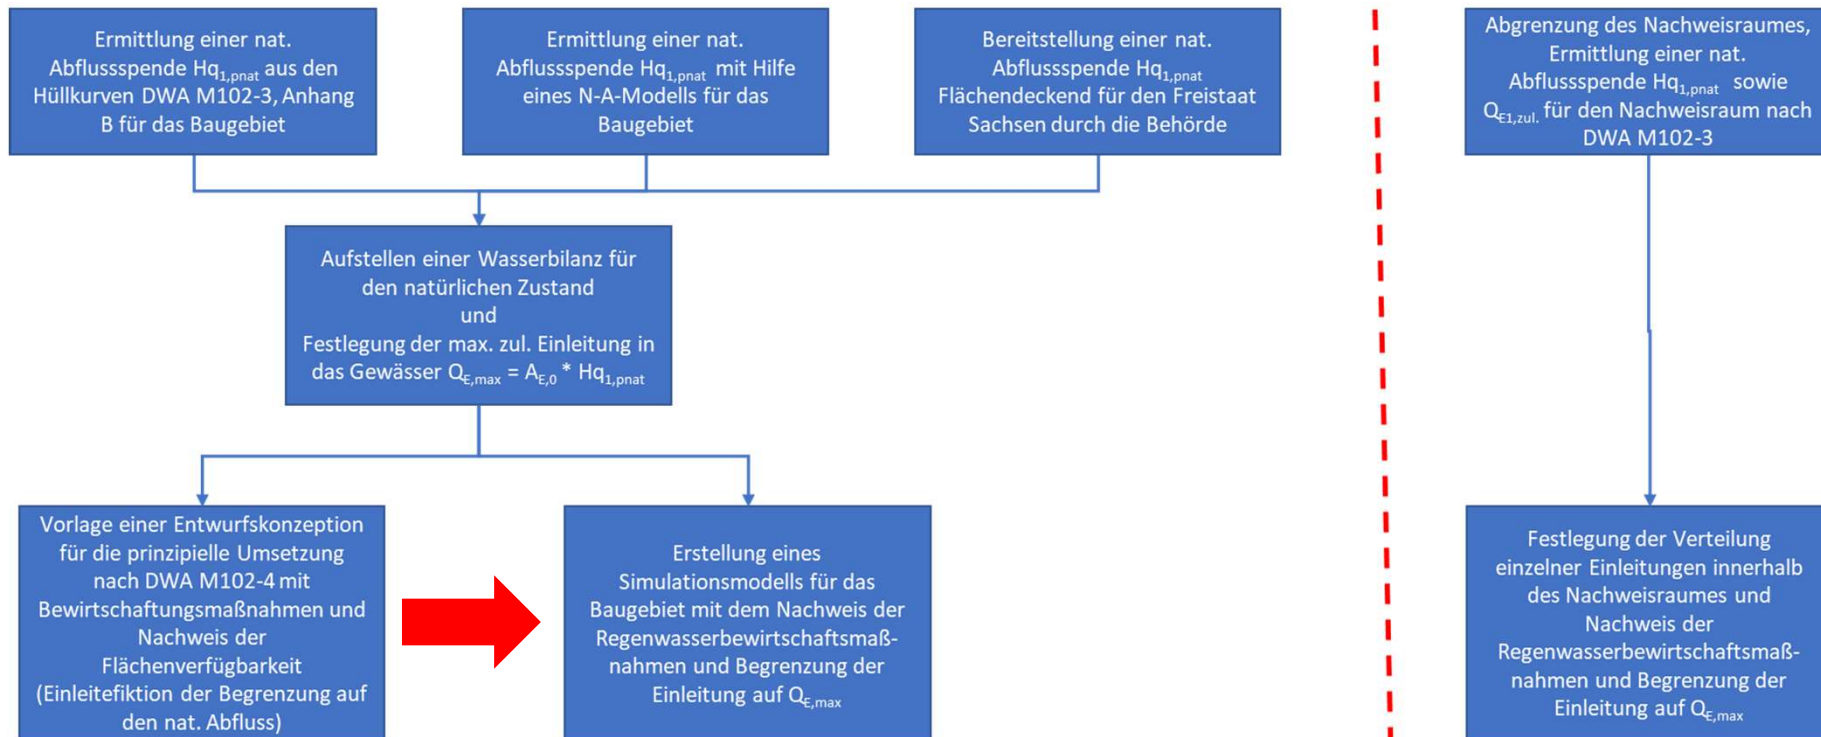 Ermittlung einer nat.
Abflussspende Hq1,pnat aus den
Hüllkurven DWA M102-3, Anhang
B für das Baugebiet
Ermittlung einer nat.
Abflussspende Hq1,pnat mit Hilfe
eines N-A-Modells für das
Baugebiet
Bereitstellung einer nat.
Abflussspende Hq1,pnat
Flächendeckend für den Freistaat
Sachsen durch die Behörde
Abgrenzung des Nachweisraumes,
Ermittlung einer nat.
Abflussspende Hq1,pnat sowie
QE1,zul. für den Nachweisraum nach
DWA M102-3
Aufstellen einer Wasserbilanz für
den natürlichen Zustand
und
Festlegung der max. zul. Einleitung in
das Gewässer QE,max = AE,0 * Hq1,pnat
Vorlage einer Entwurfskonzeption
für die prinzipielle Umsetzung
nach DWA M102-4 mit
Bewirtschaftungsmaßnahmen und
Nachweis der
Flächenverfügbarkeit
(Einleitefiktion der Begrenzung auf
den nat. Abfluss)
Erstellung eines
Simulationsmodells für das
Baugebiet mit dem Nachweis der
Regenwasserbewirtschaftsmaß-
nahmen und Begrenzung der
Einleitung auf QE,max
Festlegung der Verteilung
einzelner Einleitungen innerhalb
des Nachweisraumes und
Nachweis der
Regenwasserbewirtschaftsmaß-
nahmen und Begrenzung der
Einleitung auf QE,max